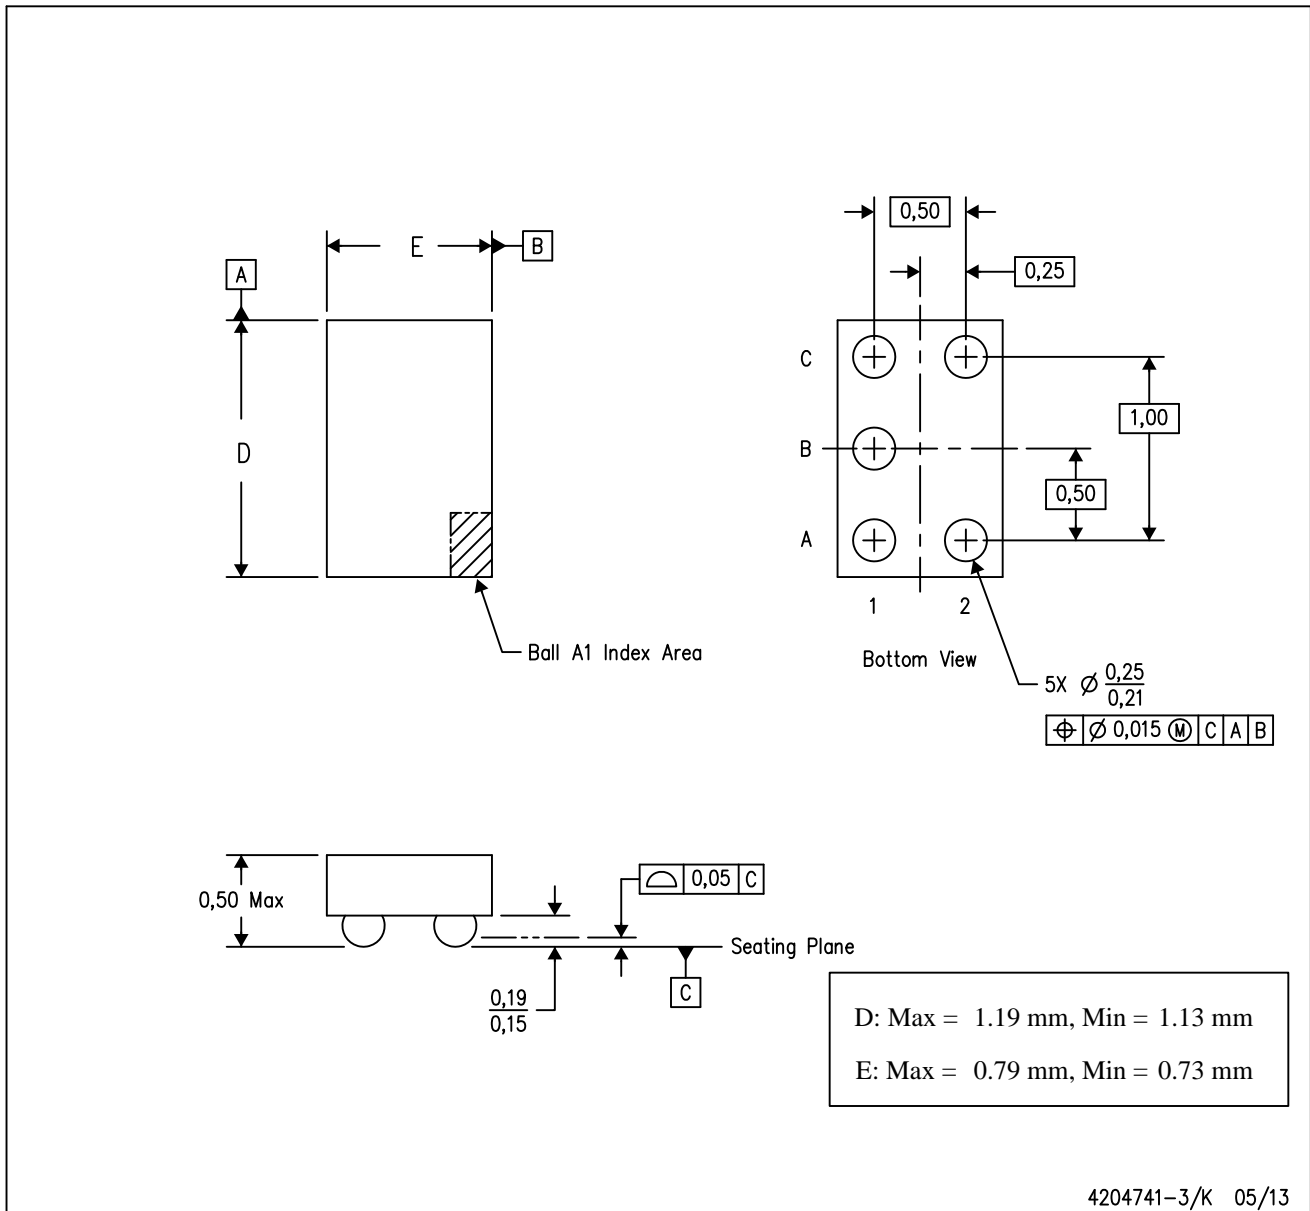 0,50
E
B
A
0,25
C
1,00
D
B
0,50
A
1
2
Ball A1 Index Area
Bottom View
5X Ø 0,25
0,21
⌖ Ø 0,015 Ⓜ C A B
0,50 Max
⌓ 0,05 C
Seating Plane
C
0,19
0,15
D: Max = 1.19 mm, Min = 1.13 mm
E: Max = 0.79 mm, Min = 0.73 mm
4204741-3/K 05/13